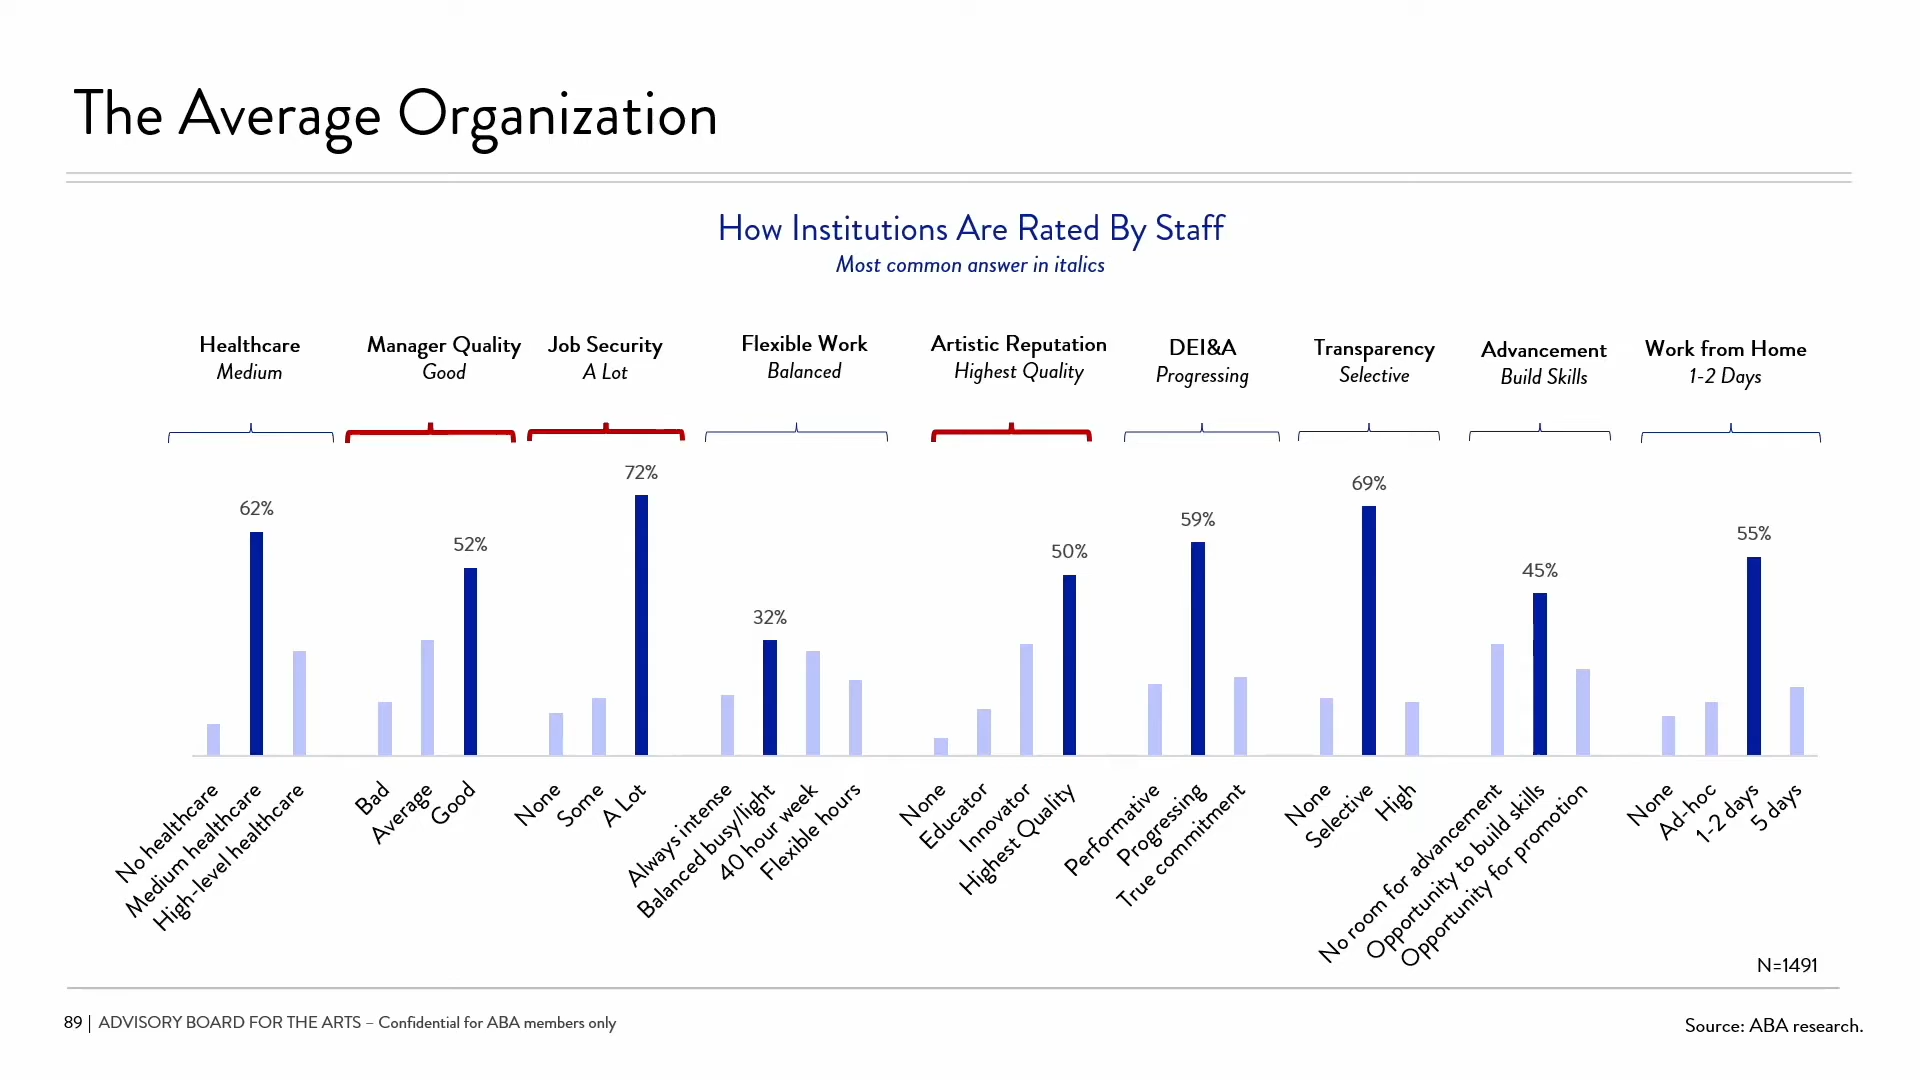 The Average Organization
How Institutions Are Rated By Staff
Most common answer in italics
Healthcare
Medium
Manager Quality
Good
Job Security
A Lot
Flexible Work
Balanced
Artistic Reputation
Highest Quality
DEI&A
Progressing
Transparency
Selective
Advancement
Build Skills
Work from Home
1-2 Days
62%
52%
72%
32%
50%
59%
69%
45%
55%
No healthcare
Medium healthcare
High-level healthcare
Bad
Average
Good
None
Some
A Lot
Always intense
Balanced busy/light
40 hour week
Flexible hours
None
Educator
Innovator
Highest Quality
Performative
Progressing
True commitment
None
Selective
High
No room for advancement
Opportunity to build skills
Opportunity for promotion
None
Ad-hoc
1-2 days
5 days
N=1491
89 | ADVISORY BOARD FOR THE ARTS – Confidential for ABA members only
Source: ABA research.